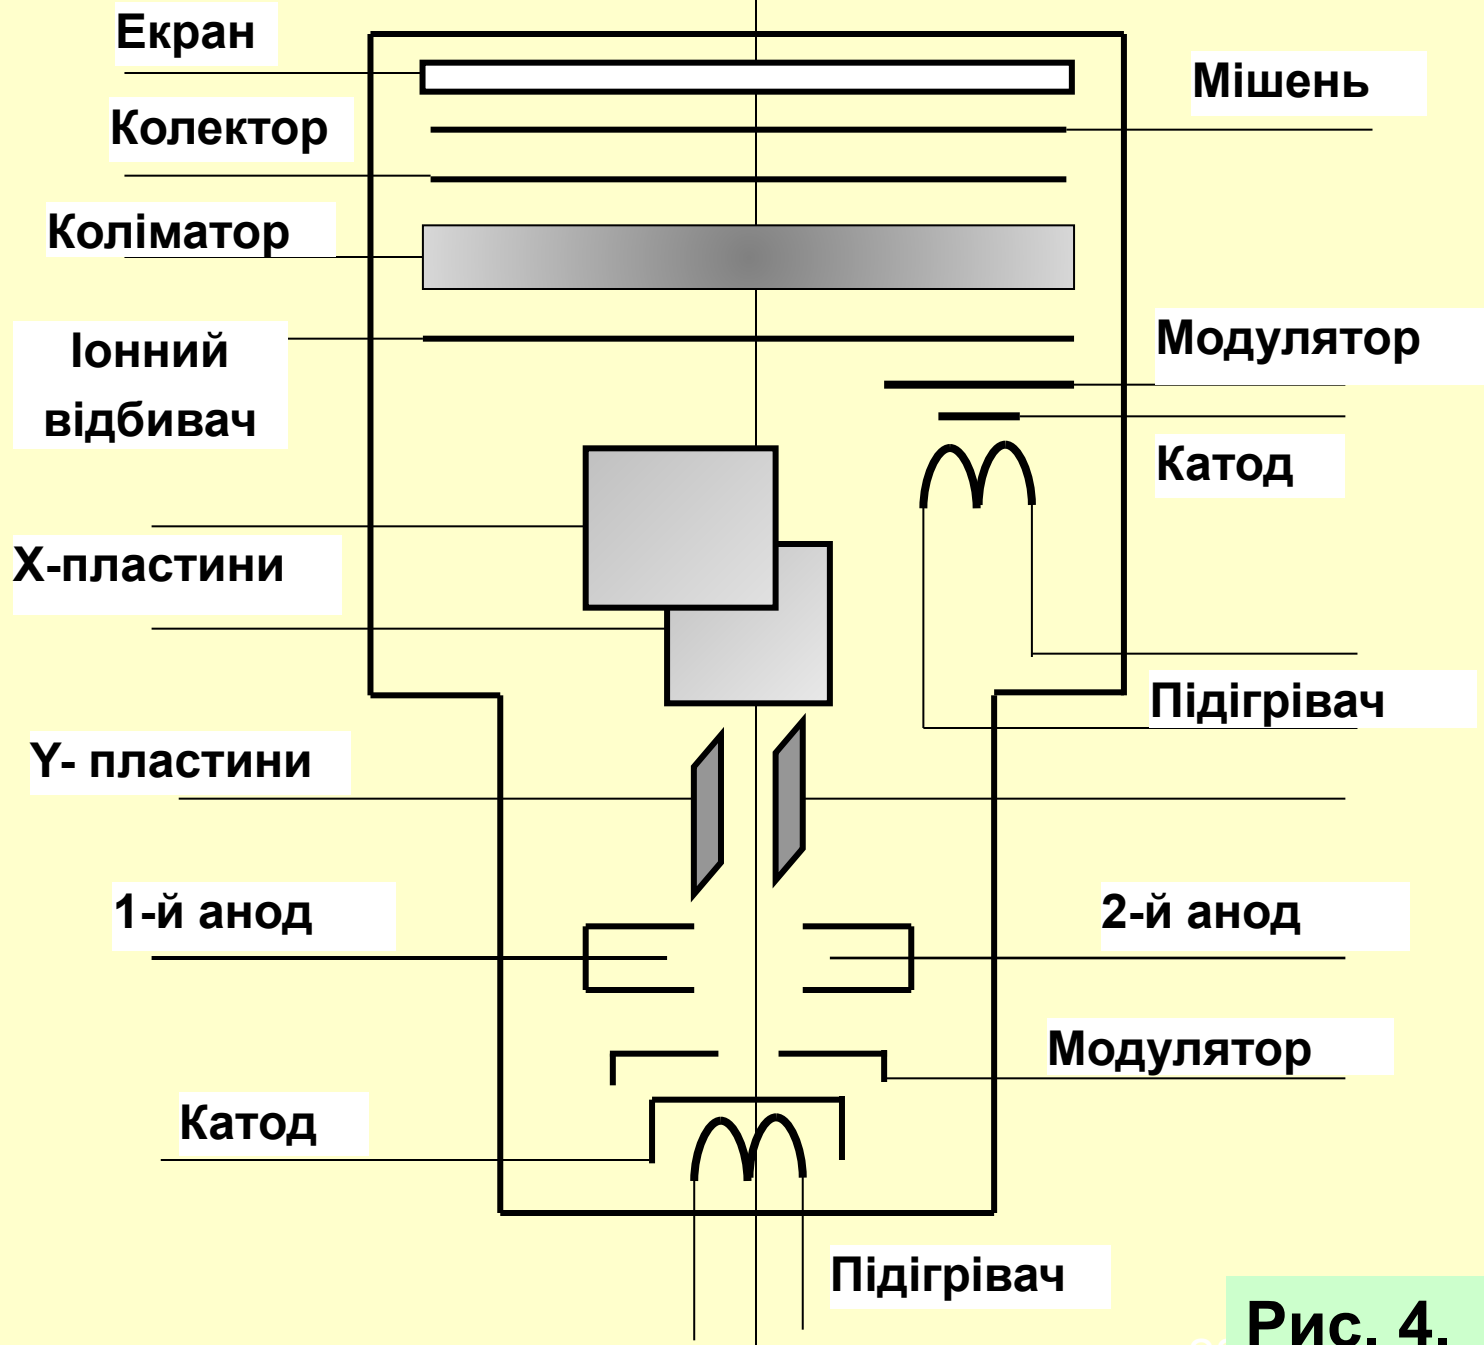 Екран
Мішень
Колектор
Коліматор
Іонний
відбивач
Модулятор
Катод
X-пластини
Підігрівач
Y- пластини
1-й анод
2-й анод
Модулятор
Катод
Підігрівач
Рис. 4.